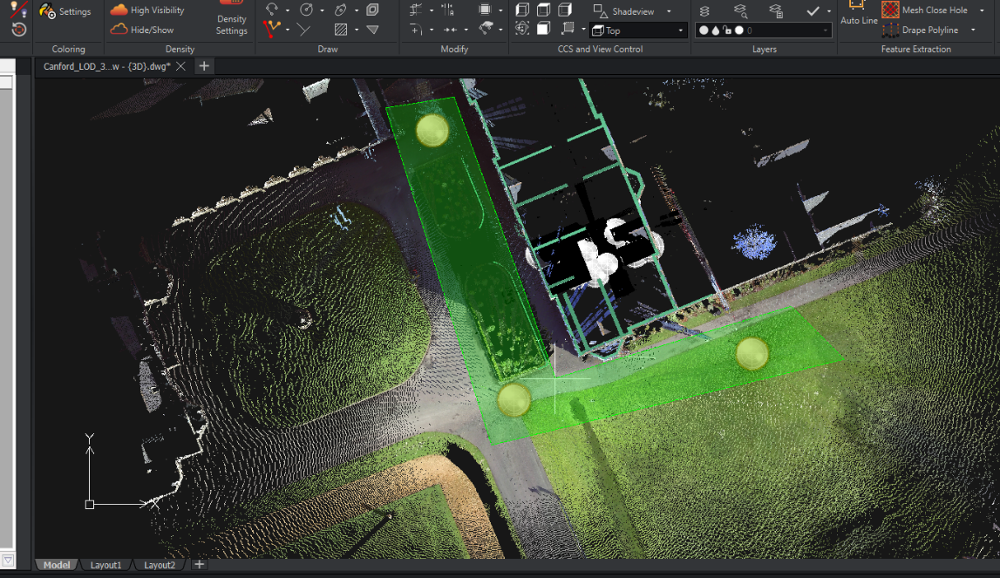 Settings
High Visibility
Hide/Show
Density
Settings
Shadeview
Top
0
Auto Line
Mesh Close Hole
Drape Polyline
Coloring
Density
Draw
Modify
CCS and View Control
Layers
Feature Extraction
Canford_LOD_3...w - {3D}.dwg*
Y
X
Model
Layout1
Layout2